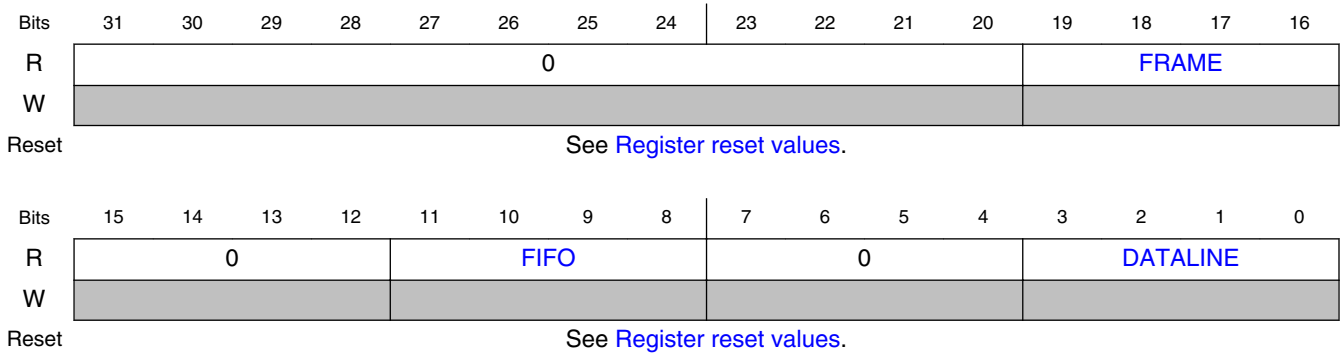 Bits 31 30 29 28 27 26 25 24 23 22 21 20 19 18 17 16
R 0 FRAME
W
Reset See Register reset values.
Bits 15 14 13 12 11 10 9 8 7 6 5 4 3 2 1 0
R 0 FIFO 0 DATALINE
W
Reset See Register reset values.